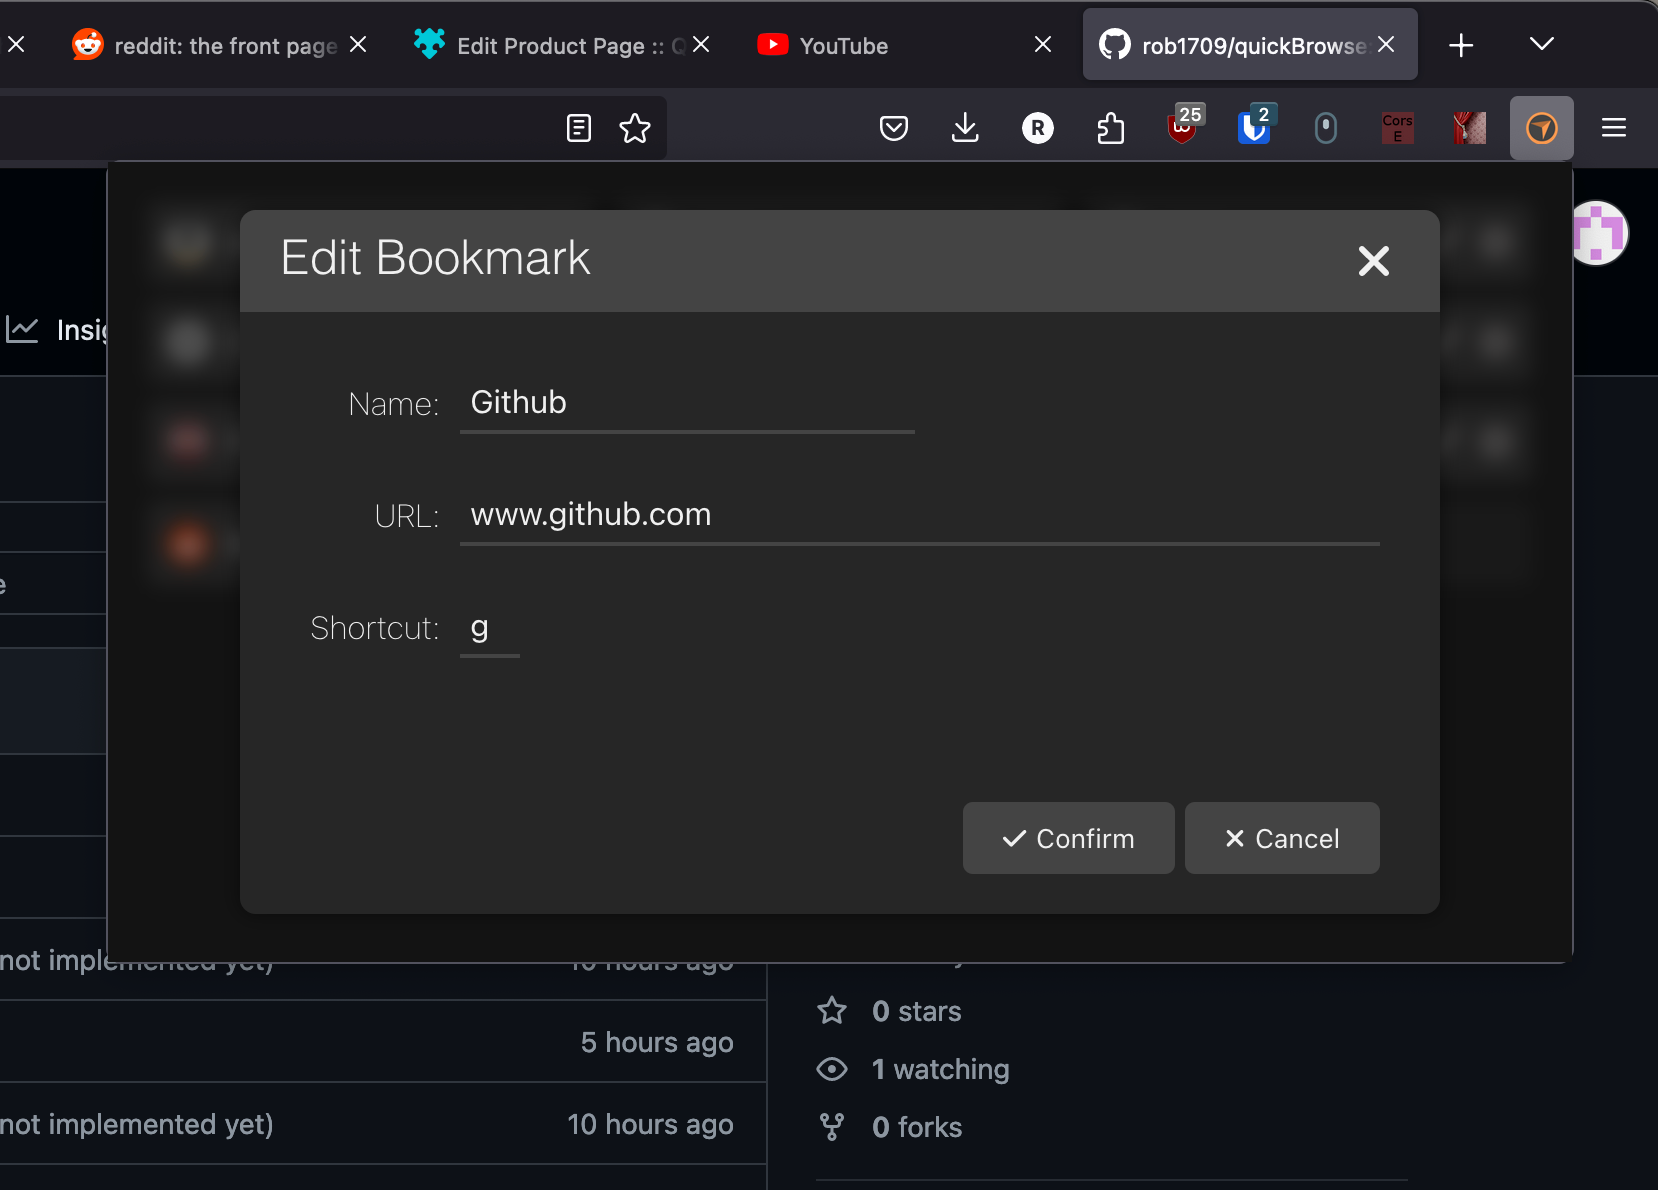 reddit: the front page
Edit Product Page ::
YouTube
rob1709/quickBrowse
R
25
2
Cors
E
Edit Bookmark
Name: Github
URL: www.github.com
Shortcut: g
Confirm
Cancel
not implemented yet) 10 hours ago
0 stars
5 hours ago
1 watching
not implemented yet) 10 hours ago
0 forks